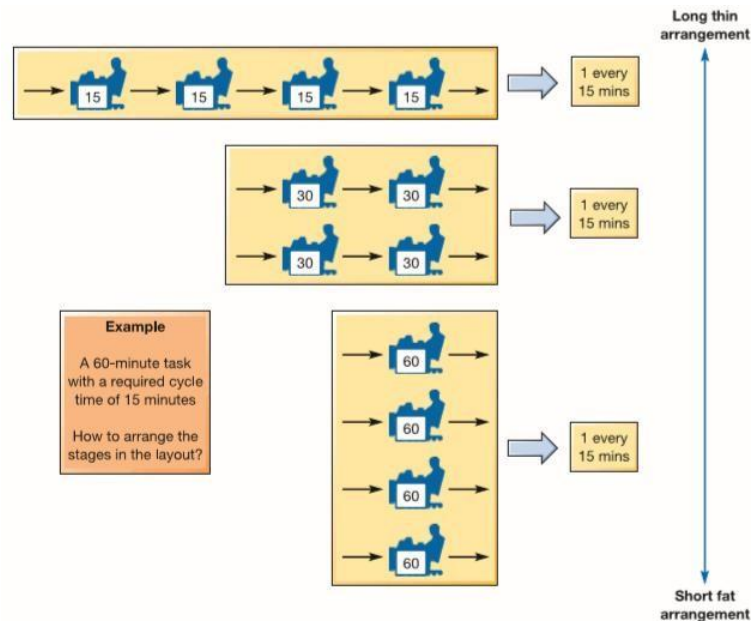 Long thin
arrangement
15
15
15
15
1 every
15 mins
30
30
30
30
1 every
15 mins
Example
A 60-minute task
with a required cycle
time of 15 minutes
How to arrange the
stages in the layout?
60
60
60
60
1 every
15 mins
Short fat
arrangement